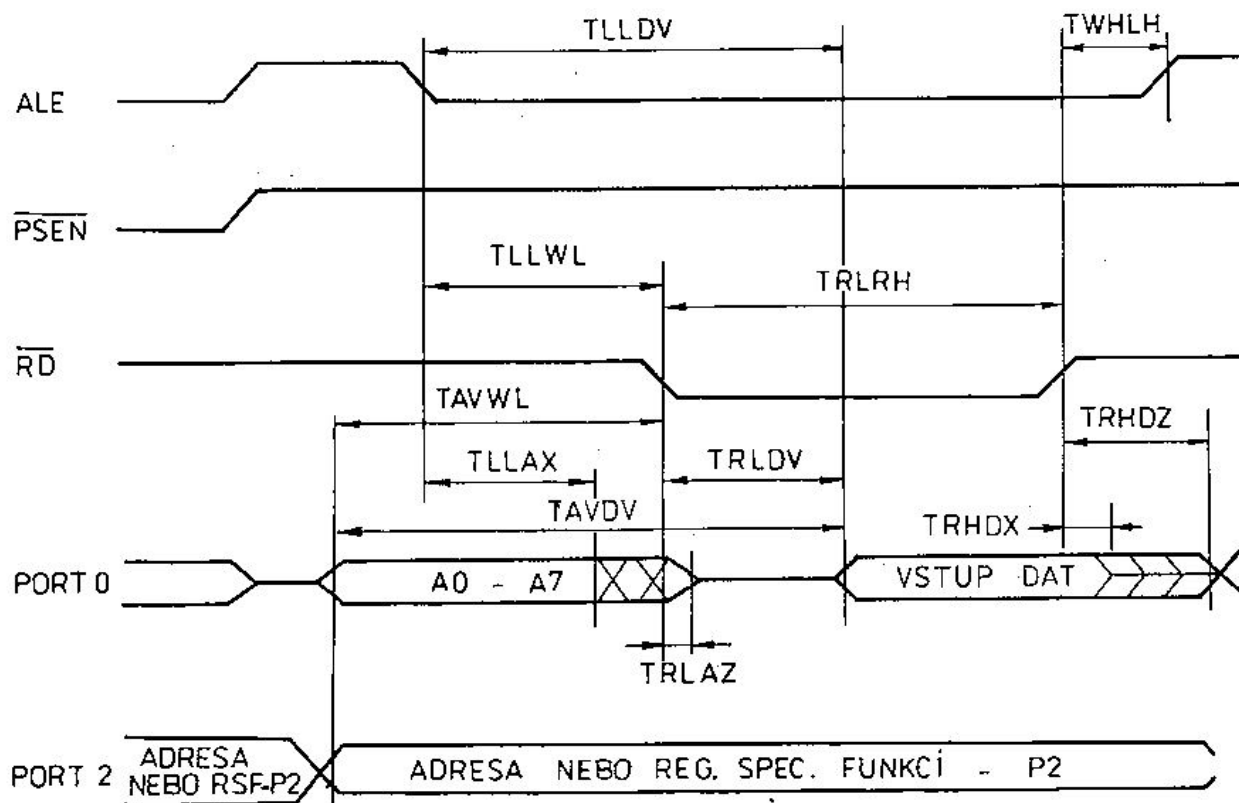 TLLDV
TWHLH
ALE
PSEN
TLLWL
TRLRH
RD
TAVWL
TRHDZ
TLLAX
TRLDV
TAVDV
TRHDX
PORT 0
A0 - A7
VSTUP DAT
TRLAZ
PORT 2
ADRESA
NEBO RSF-P2
ADRESA NEBO REG. SPEC. FUNKCÍ - P2